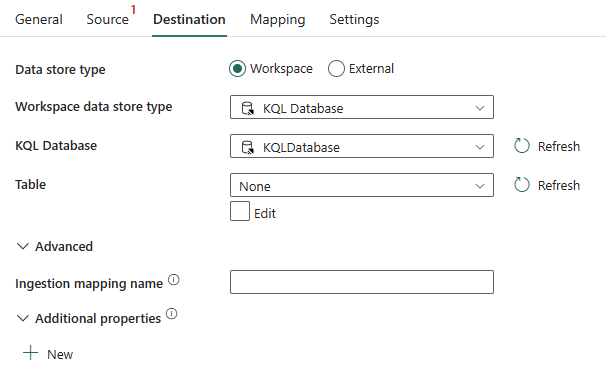 General Source 1 Destination Mapping Settings
Data store type Workspace External
Workspace data store type KQL Database
KQL Database KQLDatabase Refresh
Table None Refresh
Edit
Advanced
Ingestion mapping name
Additional properties
New